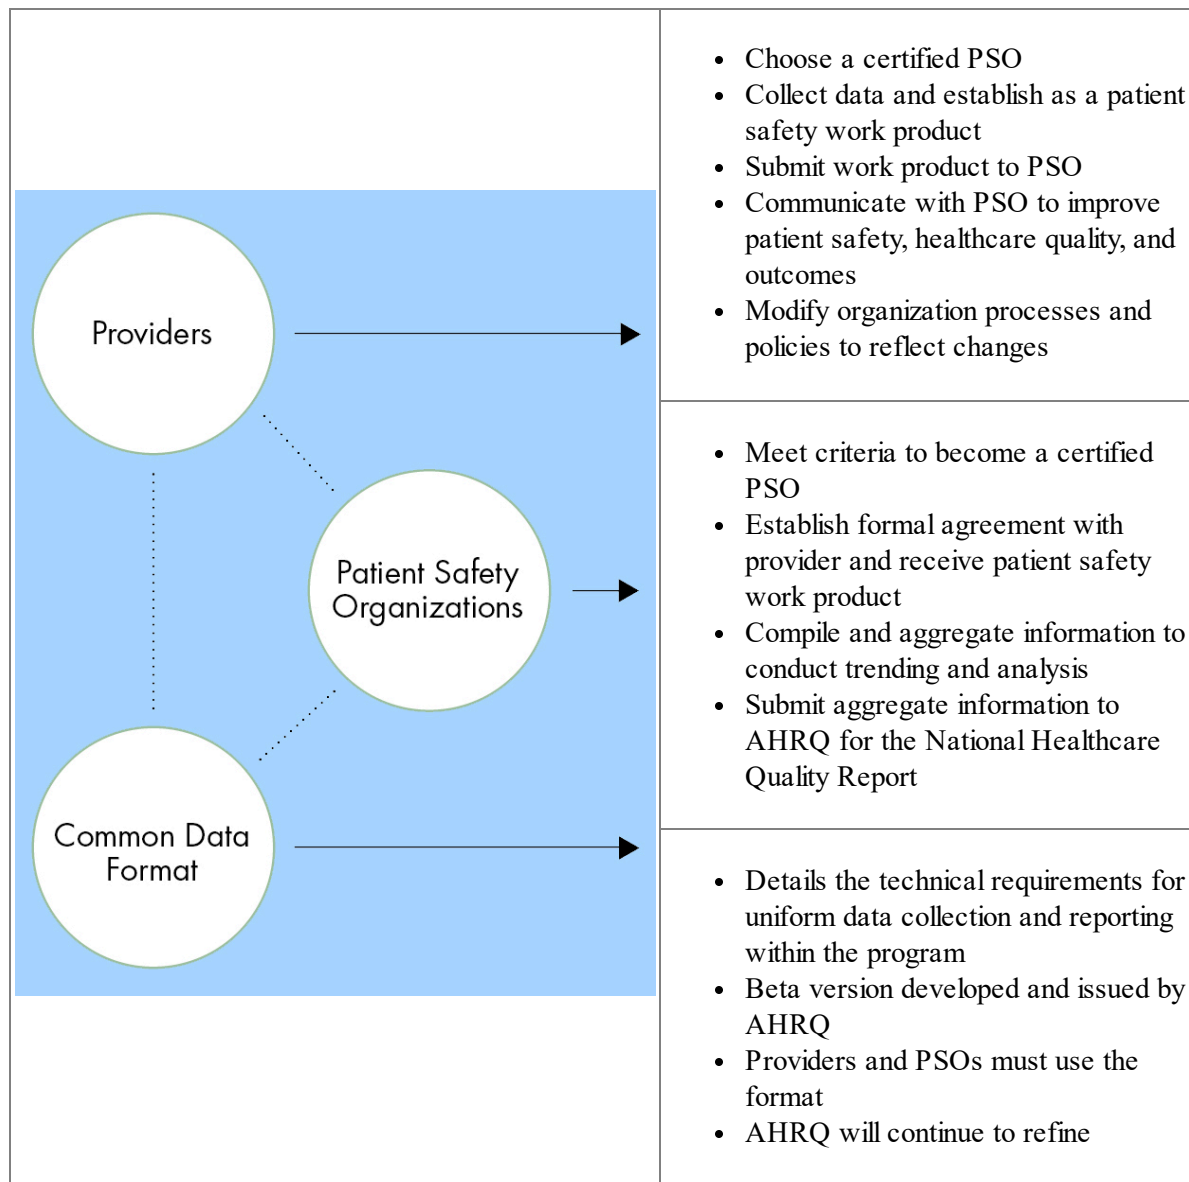 Providers
Patient Safety
Organizations
Common Data
Format
• Choose a certified PSO
• Collect data and establish as a patient
safety work product
• Submit work product to PSO
• Communicate with PSO to improve
patient safety, healthcare quality, and
outcomes
• Modify organization processes and
policies to reflect changes
• Meet criteria to become a certified
PSO
• Establish formal agreement with
provider and receive patient safety
work product
• Compile and aggregate information to
conduct trending and analysis
• Submit aggregate information to
AHRQ for the National Healthcare
Quality Report
• Details the technical requirements for
uniform data collection and reporting
within the program
• Beta version developed and issued by
AHRQ
• Providers and PSOs must use the
format
• AHRQ will continue to refine